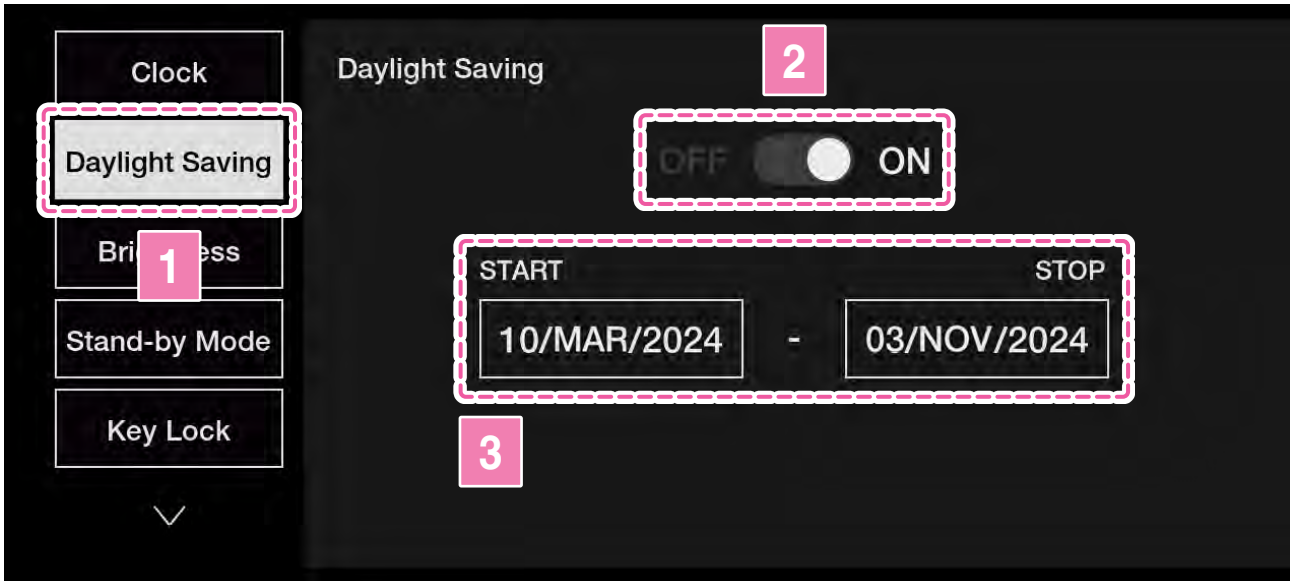 Clock
Daylight Saving
1
Stand-by Mode
Key Lock
Daylight Saving
2
OFF ON
START STOP
10/MAR/2024 - 03/NOV/2024
3